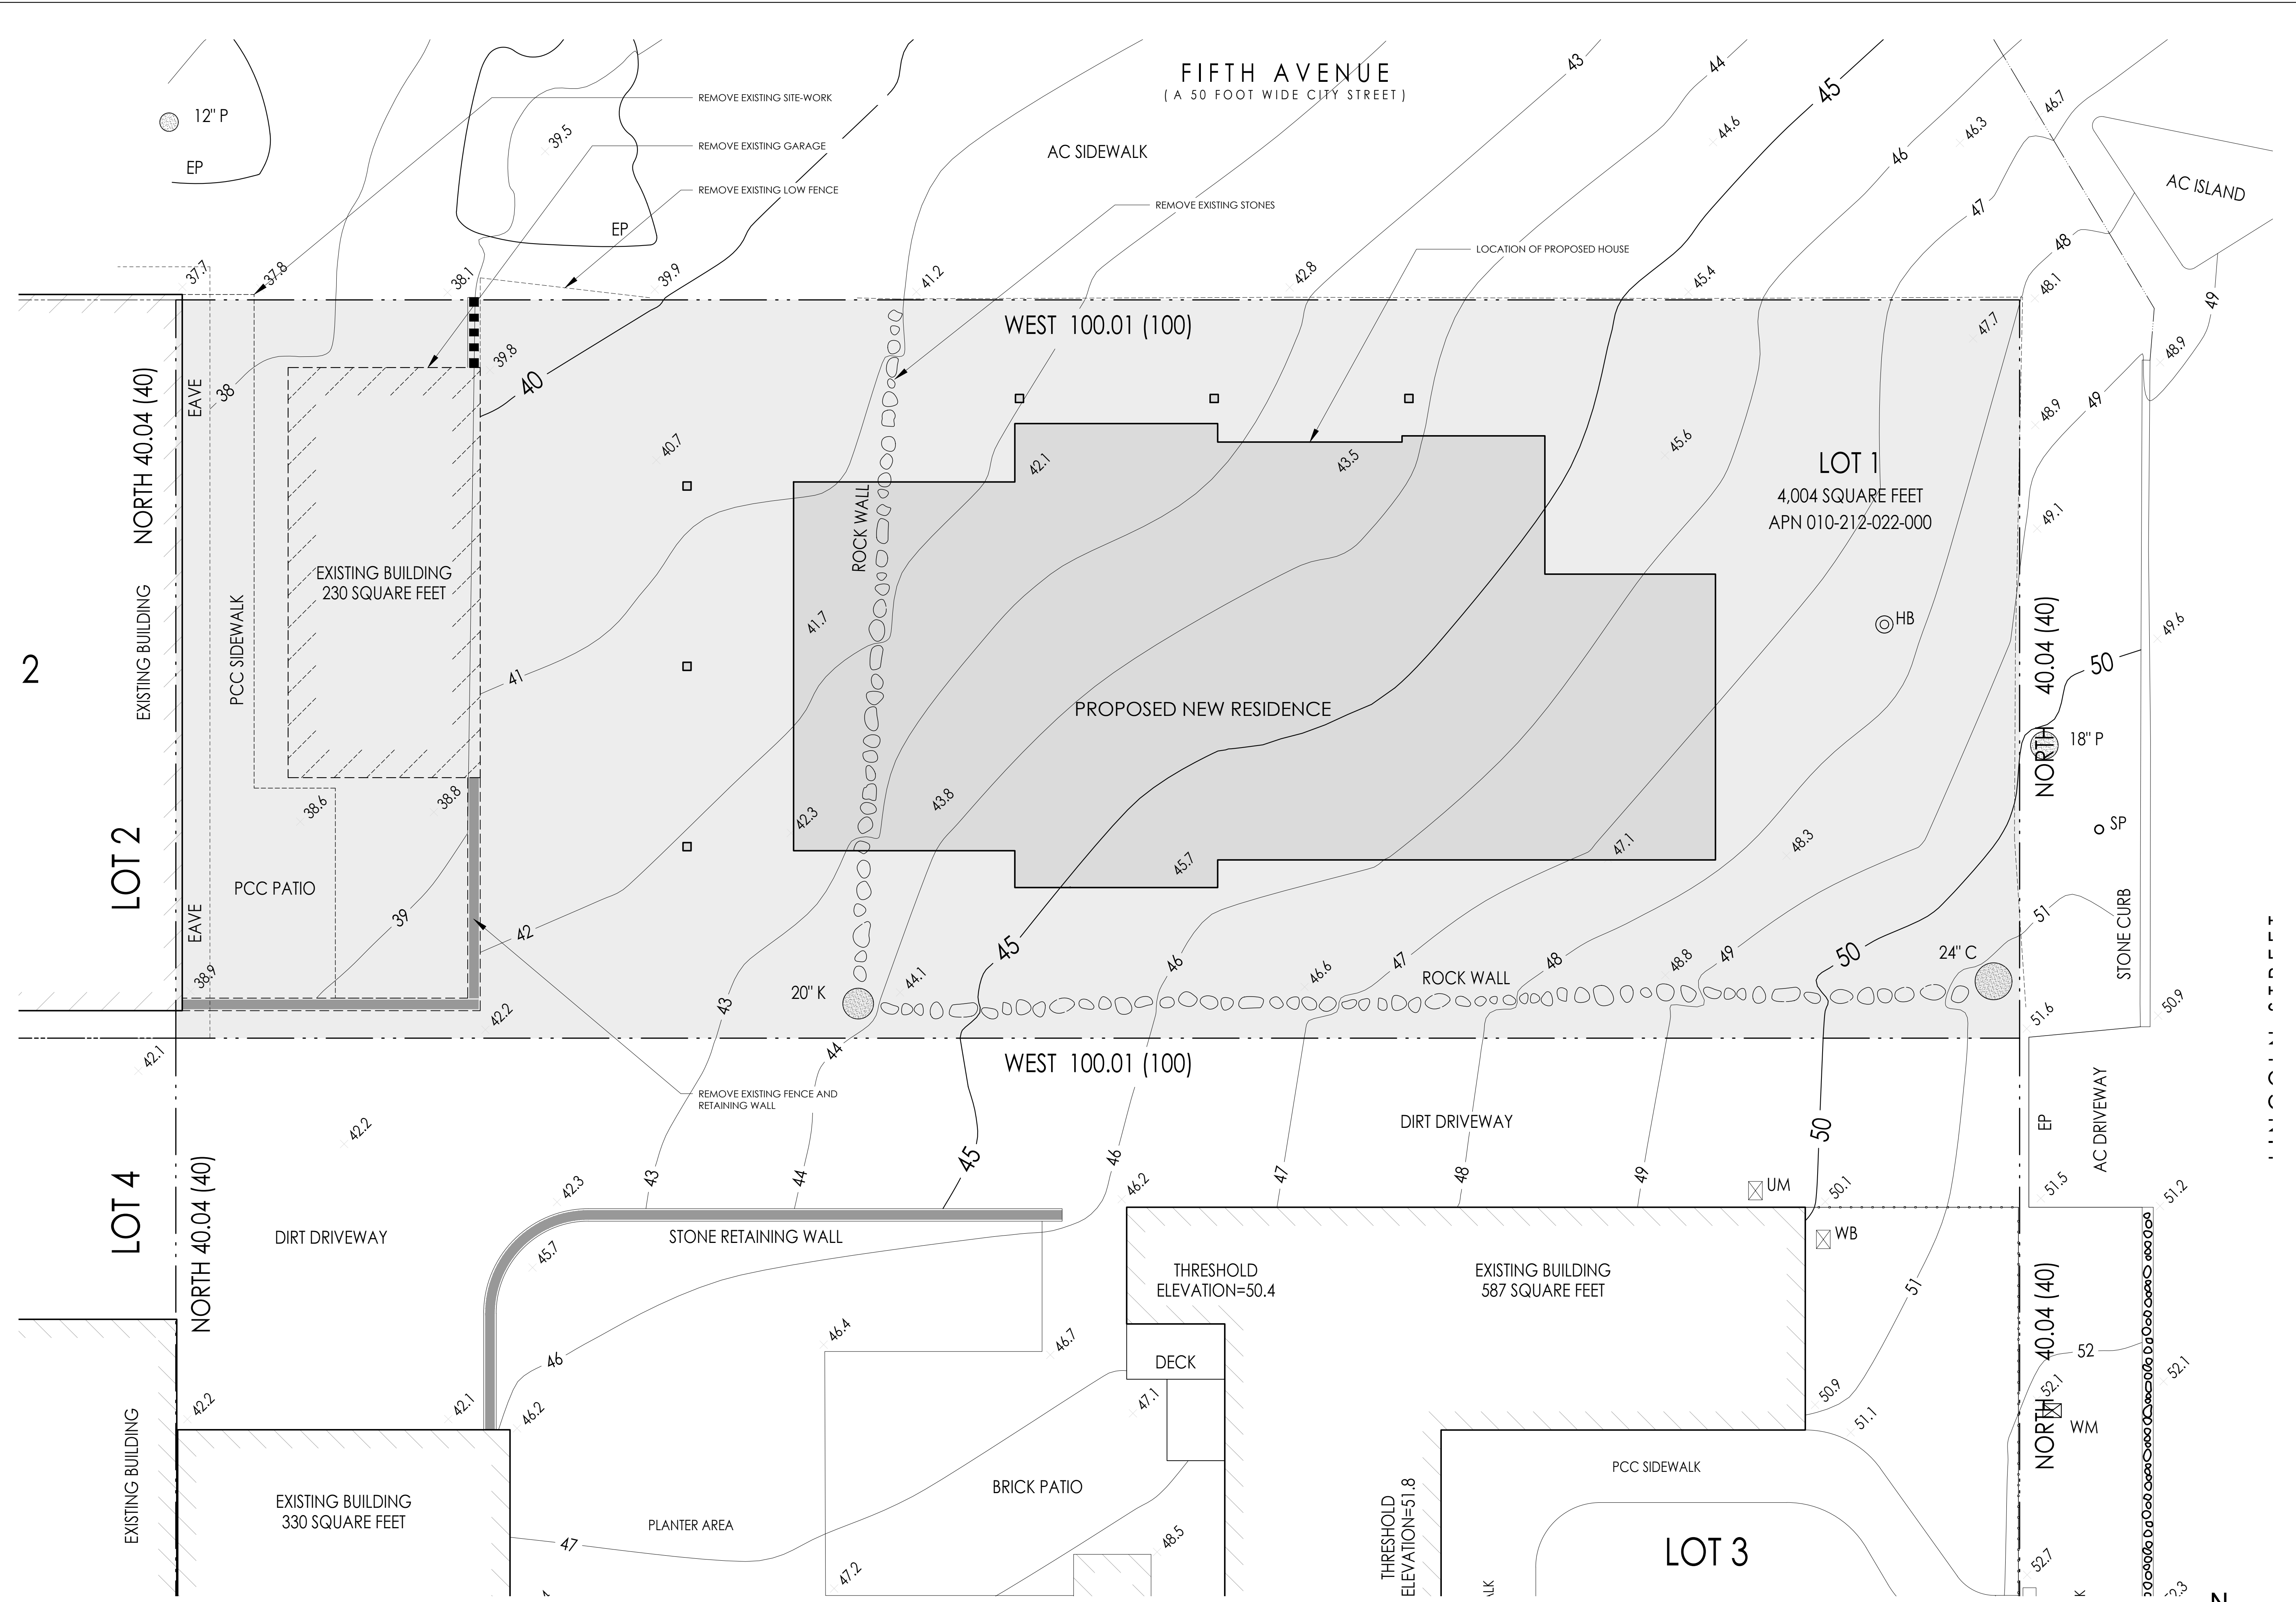 FIFTH AVENUE
( A 50 FOOT WIDE CITY STREET )
43
44
45
46.7
12" P
REMOVE EXISTING SITE-WORK
44.6
46.3
39.5
REMOVE EXISTING GARAGE
AC SIDEWALK
46
EP
REMOVE EXISTING LOW FENCE
AC ISLAND
REMOVE EXISTING STONES
47
EP
48
LOCATION OF PROPOSED HOUSE
37.7
37.8
38.1
39.9
41.2
42.8
45.4
48.1
49
WEST 100.01 (100)
47.7
39.8
48.9
40
EAVE
38
NORTH 40.04 (40)
48.9
49
40.7
42.1
43.5
45.6
LOT 1
4,004 SQUARE FEET
APN 010-212-022-000
49.1
ROCK WALL
EXISTING BUILDING
230 SQUARE FEET
EXISTING BUILDING
PCC SIDEWALK
41.7
HB
49.6
NORTH 40.04 (40)
2
41
50
PROPOSED NEW RESIDENCE
18" P
38.6
38.8
42.3
43.8
45.7
47.1
48.3
SP
LOT 2
PCC PATIO
39
EAVE
42
45
46
47
48
49
50
51
STONE CURB
38.9
20" K
44.1
46.6
ROCK WALL
48.8
24" C
42.2
43
51.6
50.9
42.1
44
WEST 100.01 (100)
REMOVE EXISTING FENCE AND
RETAINING WALL
42.2
DIRT DRIVEWAY
EP
AC DRIVEWAY
50
LOT 4
NORTH 40.04 (40)
42.3
43
44
45
46
46.2
47
48
49
UM
50.1
51.5
51.2
DIRT DRIVEWAY
45.7
STONE RETAINING WALL
WB
THRESHOLD
ELEVATION=50.4
EXISTING BUILDING
587 SQUARE FEET
51
NORTH 40.04 (40)
46.4
46.7
46
DECK
52
52.1
42.2
42.1
46.2
47.1
50.9
51.1
52.1
WM
EXISTING BUILDING
EXISTING BUILDING
330 SQUARE FEET
PLANTER AREA
BRICK PATIO
PCC SIDEWALK
THRESHOLD
ELEVATION=51.8
47
48.5
LOT 3
47.2
52.7